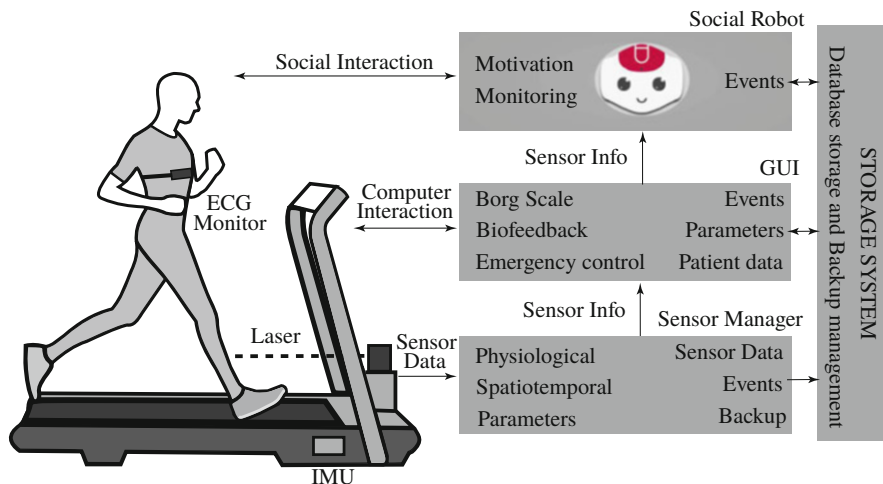 Social Robot
Social Interaction
Motivation
Monitoring
Events
Sensor Info
GUI
ECG
Monitor
Computer
Interaction
Borg Scale
Biofeedback
Emergency control
Events
Parameters
Patient data
Sensor Info
Sensor Manager
Laser
Sensor
Data
Physiological
Spatiotemporal
Parameters
Sensor Data
Events
Backup
IMU
STORAGE SYSTEM
Database storage and Backup management